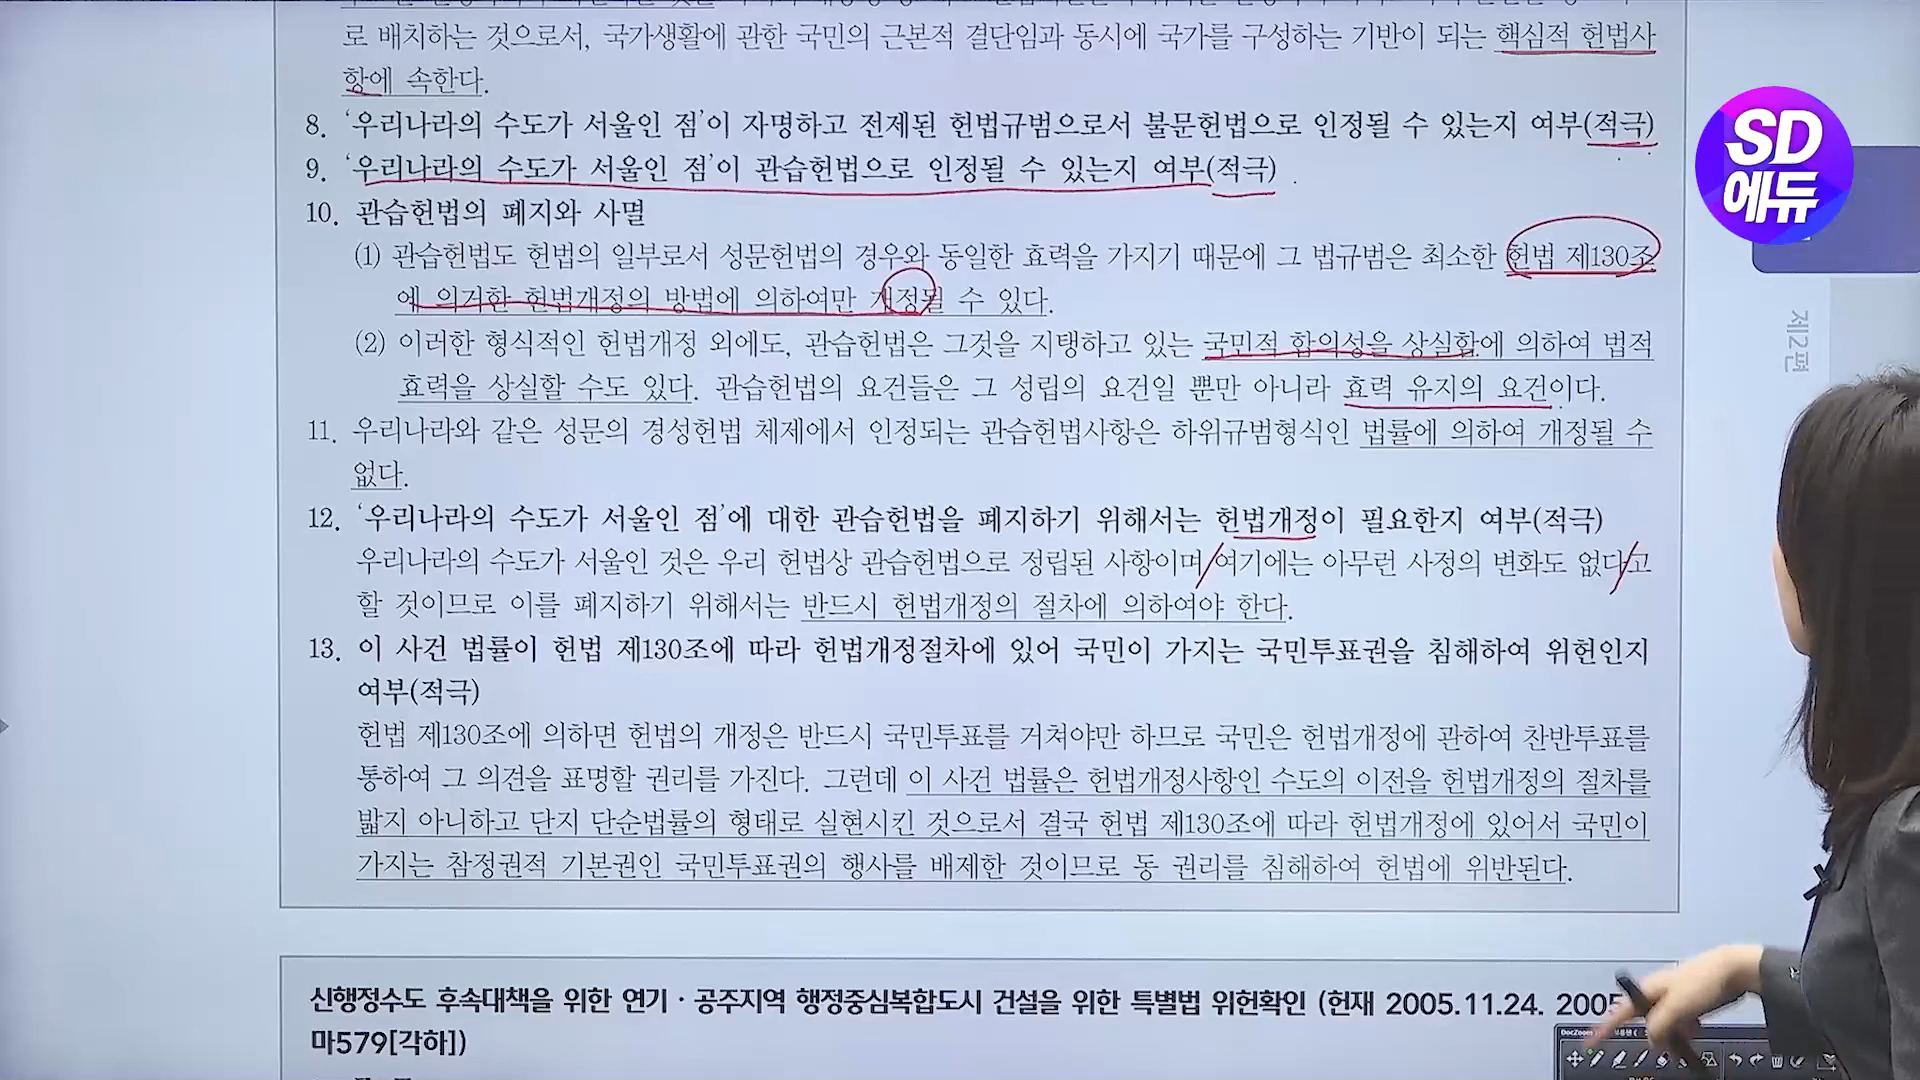 로 배치하는 것으로서, 국가생활에 관한 국민의 근본적 결단임과 동시에 국가를 구성하는 기반이 되는 핵심적 헌법사
항에 속한다.
8. '우리나라의 수도가 서울인 점'이 자명하고 전제된 헌법규범으로서 불문헌법으로 인정될 수 있는지 여부(적극)
9. '우리나라의 수도가 서울인 점'이 관습헌법으로 인정될 수 있는지 여부(적극)
10. 관습헌법의 폐지와 사멸
(1) 관습헌법도 헌법의 일부로서 성문헌법의 경우와 동일한 효력을 가지기 때문에 그 법규범은 최소한 헌법 제130조
에 의거한 헌법개정의 방법에 의하여만 개정될 수 있다.
(2) 이러한 형식적인 헌법개정 외에도, 관습헌법은 그것을 지탱하고 있는 국민적 합의성을 상실함에 의하여 법적
효력을 상실할 수도 있다. 관습헌법의 요건들은 그 성립의 요건일 뿐만 아니라 효력 유지의 요건이다.
11. 우리나라와 같은 성문의 경성헌법 체제에서 인정되는 관습헌법사항은 하위규범형식인 법률에 의하여 개정될 수
없다.
12. '우리나라의 수도가 서울인 점'에 대한 관습헌법을 폐지하기 위해서는 헌법개정이 필요한지 여부(적극)
우리나라의 수도가 서울인 것은 우리 헌법상 관습헌법으로 정립된 사항이며 여기에는 아무런 사정의 변화도 없다고
할 것이므로 이를 폐지하기 위해서는 반드시 헌법개정의 절차에 의하여야 한다.
13. 이 사건 법률이 헌법 제130조에 따라 헌법개정절차에 있어 국민이 가지는 국민투표권을 침해하여 위헌인지
여부(적극)
헌법 제130조에 의하면 헌법의 개정은 반드시 국민투표를 거쳐야만 하므로 국민은 헌법개정에 관하여 찬반투표를
통하여 그 의견을 표명할 권리를 가진다. 그런데 이 사건 법률은 헌법개정사항인 수도의 이전을 헌법개정의 절차를
밟지 아니하고 단지 단순법률의 형태로 실현시킨 것으로서 결국 헌법 제130조에 따라 헌법개정에 있어서 국민이
가지는 참정권적 기본권인 국민투표권의 행사를 배제한 것이므로 동 권리를 침해하여 헌법에 위반된다.
신행정수도 후속대책을 위한 연기·공주지역 행정중심복합도시 건설을 위한 특별법 위헌확인 (헌재 2005.11.24. 2005
마579[각하])
SD
에듀
제2편